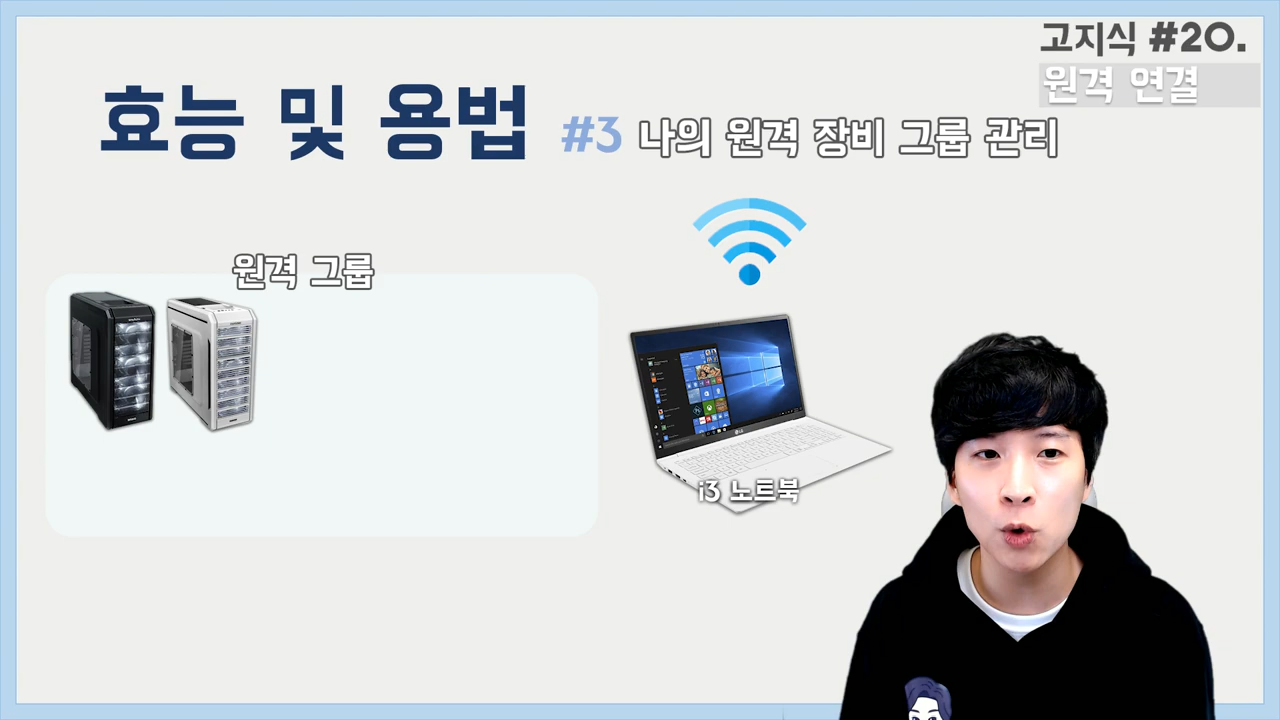 고지식 #20.
원격 연결
효능 및 용법 #3 나의 원격 장비 그룹 관리
원격 그룹
LG
i3 노트북